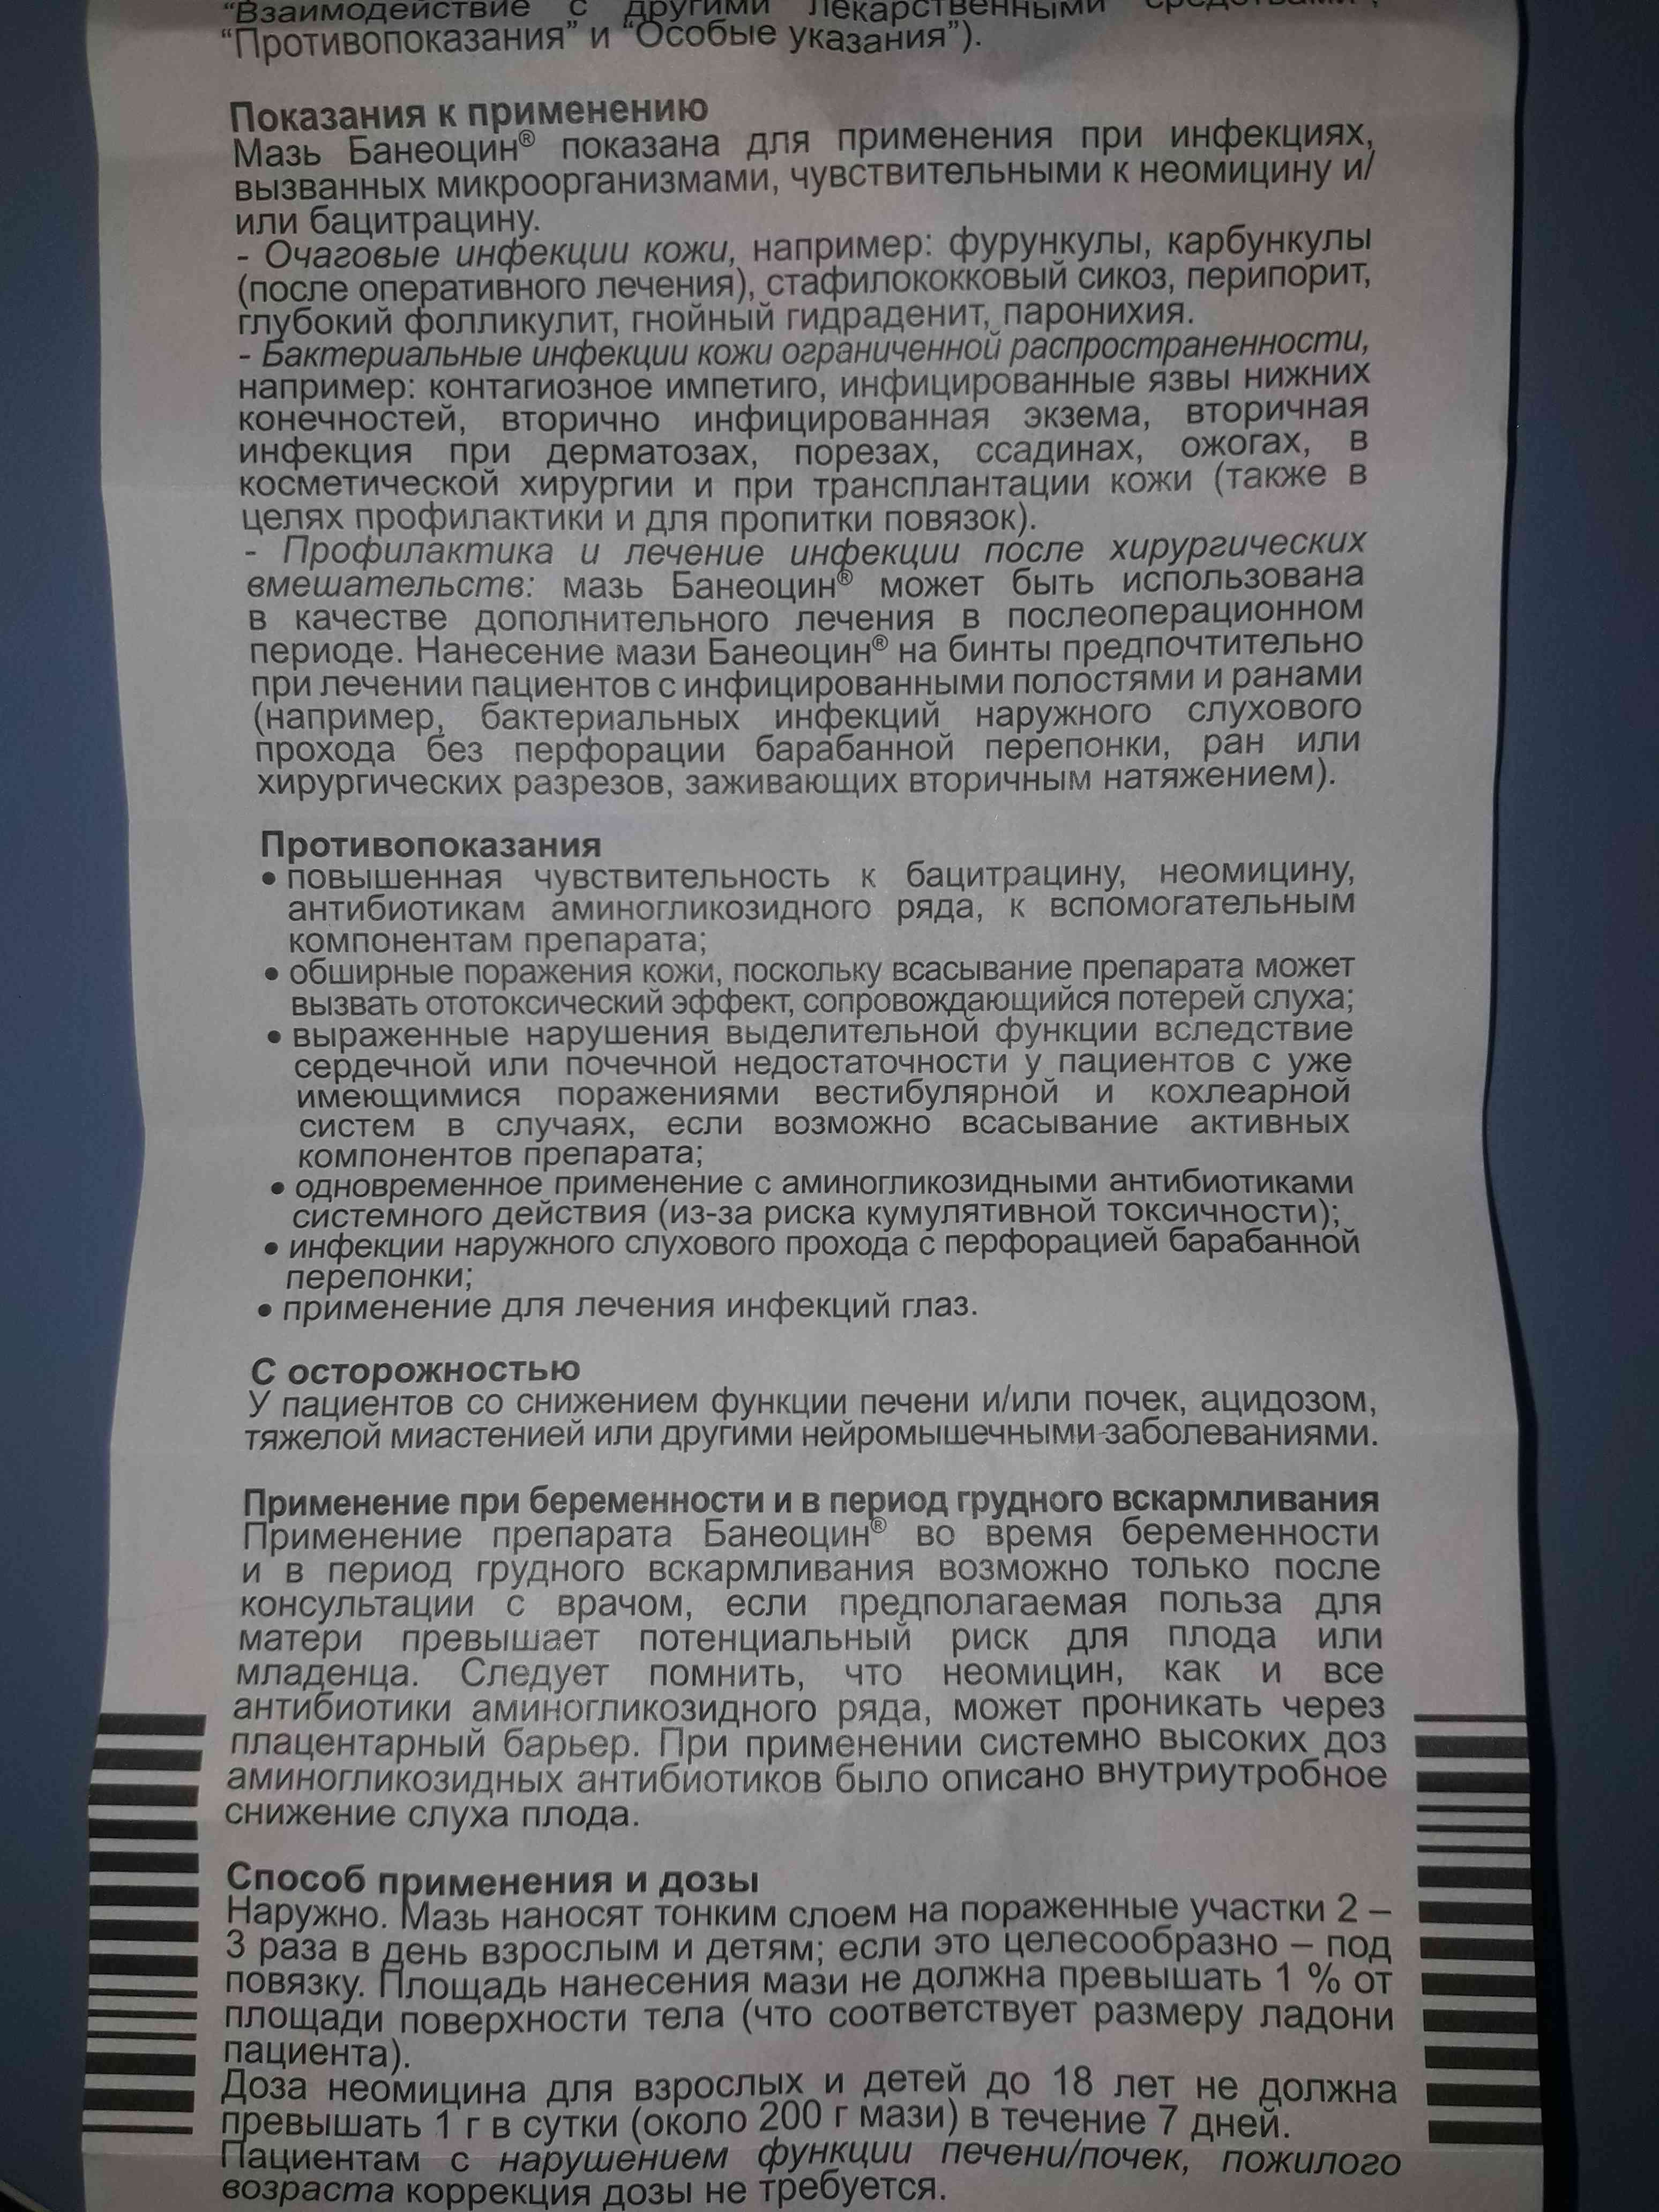 “Взаимодействие с другими лекарственными средствами”,
“Противопоказания” и “Особые указания”).
Показания к применению
Мазь Банеоцин® показана для применения при инфекциях,
вызванных микроорганизмами, чувствительными к неомицину и/
или бацитрацину.
- Очаговые инфекции кожи, например: фурункулы, карбункулы
(после оперативного лечения), стафилококковый сикоз, перипорит,
глубокий фолликулит, гнойный гидраденит, паронихия.
- Бактериальные инфекции кожи ограниченной распространенности,
например: контагиозное импетиго, инфицированные язвы нижних
конечностей, вторично инфицированная экзема, вторичная
инфекция при дерматозах, порезах, ссадинах, ожогах, в
косметической хирургии и при трансплантации кожи (также в
целях профилактики и для пропитки повязок).
- Профилактика и лечение инфекции после хирургических
вмешательств: мазь Банеоцин® может быть использована
в качестве дополнительного лечения в послеоперационном
периоде. Нанесение мази Банеоцин® на бинты предпочтительно
при лечении пациентов с инфицированными полостями и ранами
(например, бактериальных инфекций наружного слухового
прохода без перфорации барабанной перепонки, ран или
хирургических разрезов, заживающих вторичным натяжением).
Противопоказания
• повышенная чувствительность к бацитрацину, неомицину,
антибиотикам аминогликозидного ряда, к вспомогательным
компонентам препарата;
• обширные поражения кожи, поскольку всасывание препарата может
вызвать ототоксический эффект, сопровождающийся потерей слуха;
• выраженные нарушения выделительной функции вследствие
сердечной или почечной недостаточности у пациентов с уже
имеющимися поражениями вестибулярной и кохлеарной
систем в случаях, если возможно всасывание активных
компонентов препарата;
• одновременное применение с аминогликозидными антибиотиками
системного действия (из-за риска кумулятивной токсичности);
• инфекции наружного слухового прохода с перфорацией барабанной
перепонки;
• применение для лечения инфекций глаз.
С осторожностью
У пациентов со снижением функции печени и/или почек, ацидозом,
тяжелой миастенией или другими нейромышечными заболеваниями.
Применение при беременности и в период грудного вскармливания
Применение препарата Банеоцин® во время беременности
и в период грудного вскармливания возможно только после
консультации с врачом, если предполагаемая польза для
матери превышает потенциальный риск для плода или
младенца. Следует помнить, что неомицин, как и все
антибиотики аминогликозидного ряда, может проникать через
плацентарный барьер. При применении системно высоких доз
аминогликозидных антибиотиков было описано внутриутробное
снижение слуха плода.
Способ применения и дозы
Наружно. Мазь наносят тонким слоем на пораженные участки 2 –
3 раза в день взрослым и детям; если это целесообразно – под
повязку. Площадь нанесения мази не должна превышать 1 % от
площади поверхности тела (что соответствует размеру ладони
пациента).
Доза неомицина для взрослых и детей до 18 лет не должна
превышать 1 г в сутки (около 200 г мази) в течение 7 дней.
Пациентам с нарушением функции печени/почек, пожилого
возраста коррекция дозы не требуется.